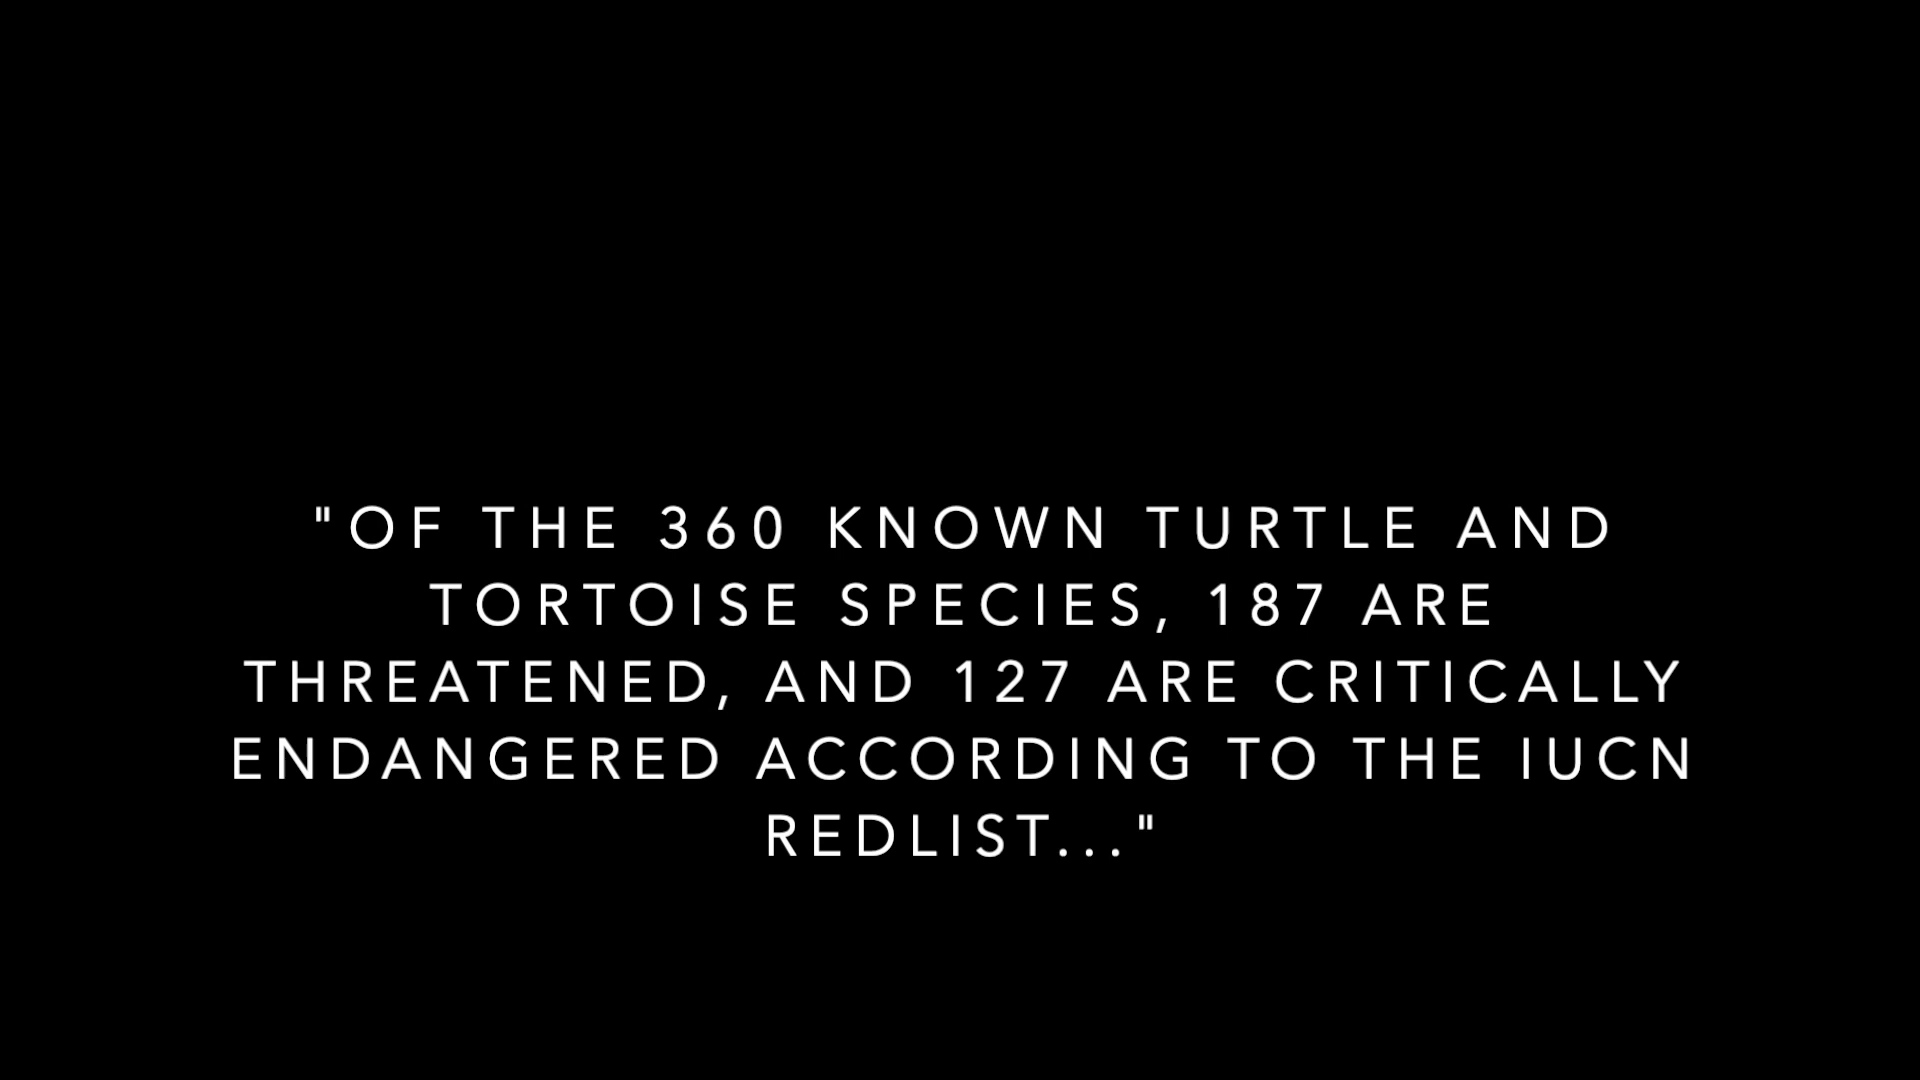 "OF THE 360 KNOWN TURTLE AND
TORTOISE SPECIES, 187 ARE
THREATENED, AND 127 ARE CRITICALLY
ENDANGERED ACCORDING TO THE IUCN
REDLIST..."